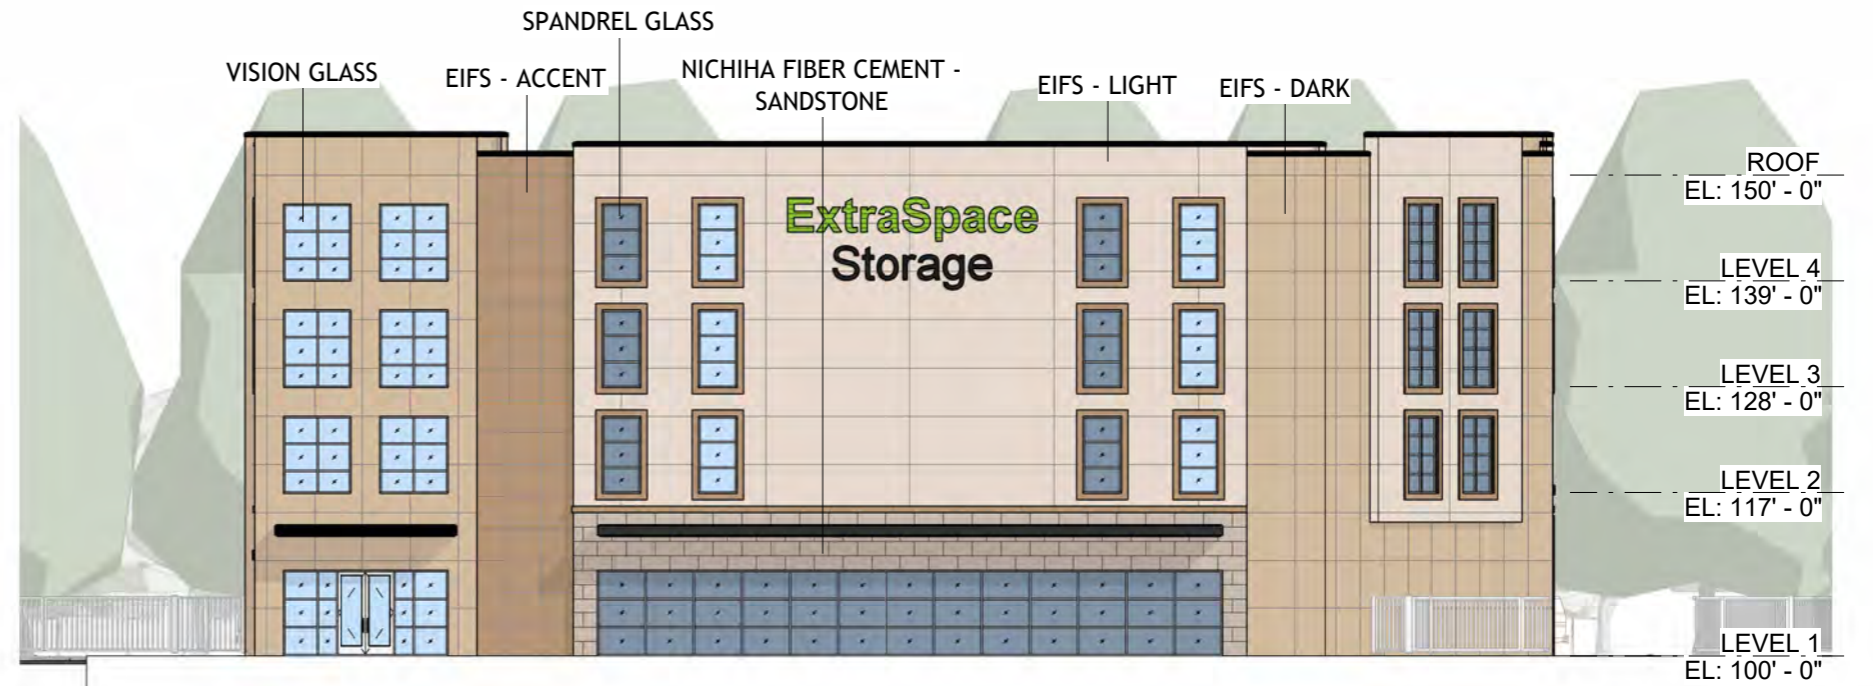 SPANDREL GLASS
VISION GLASS
EIFS - ACCENT
NICHIHA FIBER CEMENT -
SANDSTONE
EIFS - LIGHT
EIFS - DARK
ExtraSpace
Storage
ROOF
EL: 150' - 0"
LEVEL 4
EL: 139' - 0"
LEVEL 3
EL: 128' - 0"
LEVEL 2
EL: 117' - 0"
LEVEL 1
EL: 100' - 0"